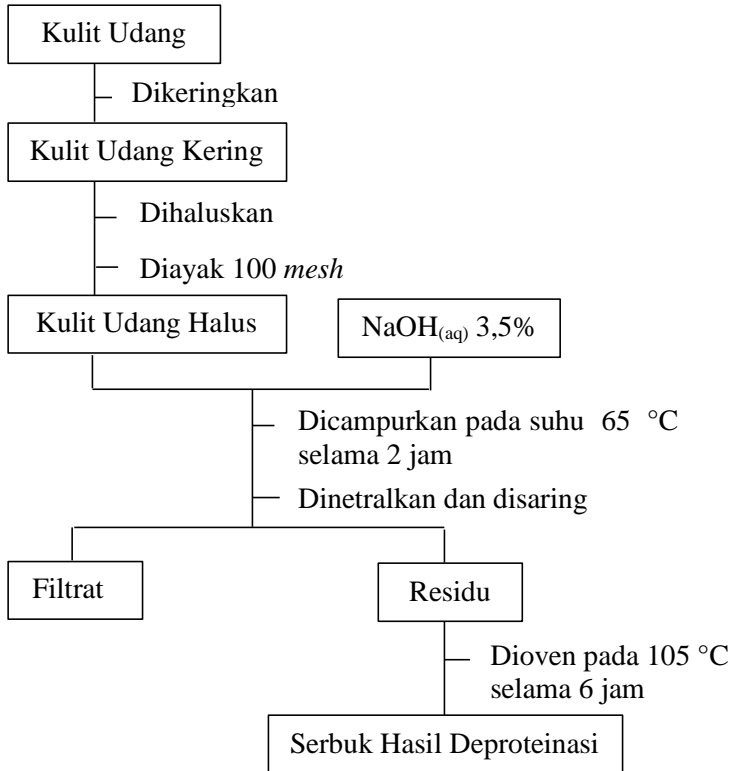 Kulit Udang
Dikeringkan
Kulit Udang Kering
Dihaluskan
Diayak 100 mesh
Kulit Udang Halus
NaOH(aq) 3,5%
Dicampurkan pada suhu 65 °C
selama 2 jam
Dinetralkan dan disaring
Filtrat
Residu
Dioven pada 105 °C
selama 6 jam
Serbuk Hasil Deproteinasi